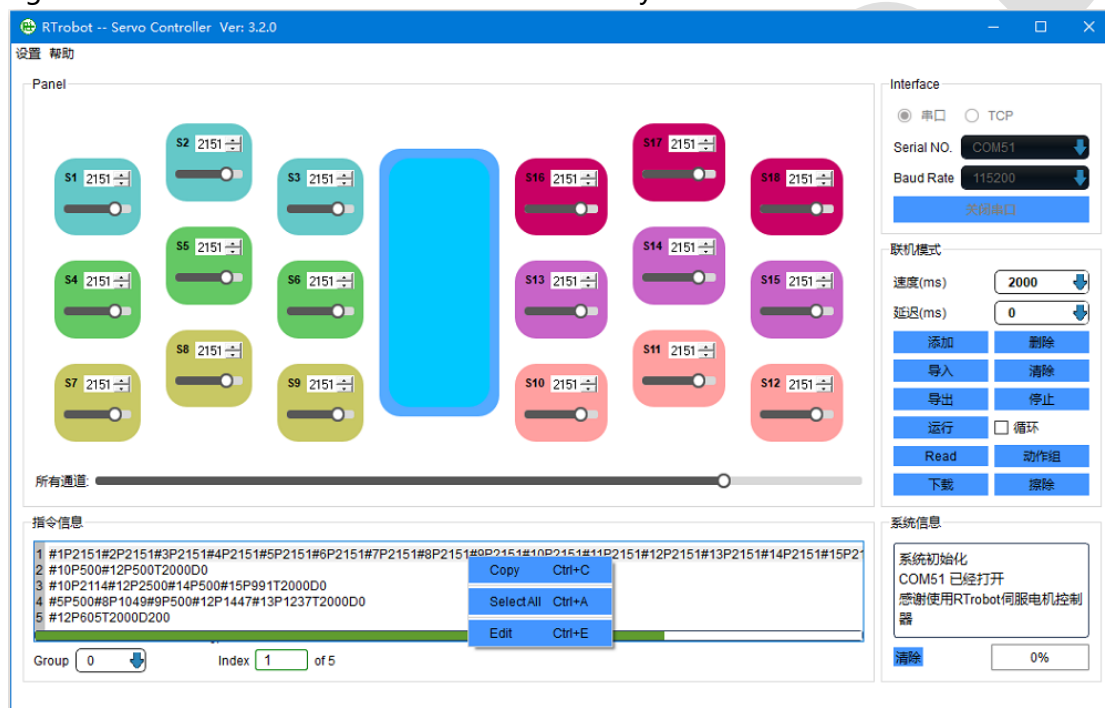 RTrobot -- Servo Controller Ver: 3.2.0
设置 帮助
Panel
S1 2151
S2 2151
S3 2151
S4 2151
S5 2151
S6 2151
S7 2151
S8 2151
S9 2151
S16 2151
S17 2151
S18 2151
S13 2151
S14 2151
S15 2151
S10 2151
S11 2151
S12 2151
所有通道:
Interface
串口 TCP
Serial NO. COM51
Baud Rate 115200
关闭串口
联机模式
速度(ms) 2000
延迟(ms) 0
添加 删除
导入 清除
导出 停止
运行 循环
Read 动作组
下载 擦除
指令信息
1 #1P2151#2P2151#3P2151#4P2151#5P2151#6P2151#7P2151#8P2151#9P2151#10P2151#11P2151#12P2151#13P2151#14P2151#15P21
2 #10P500#12P500T2000D0
3 #10P2114#12P2500#14P500#15P991T2000D0
4 #5P500#8P1049#9P500#12P1447#13P1237T2000D0
5 #12P605T2000D200
Copy Ctrl+C
SelectAll Ctrl+A
Edit Ctrl+E
Group 0 Index 1 of 5
系统信息
系统初始化
COM51 已经打开
感谢使用RTrobot伺服电机控制
器
清除 0%